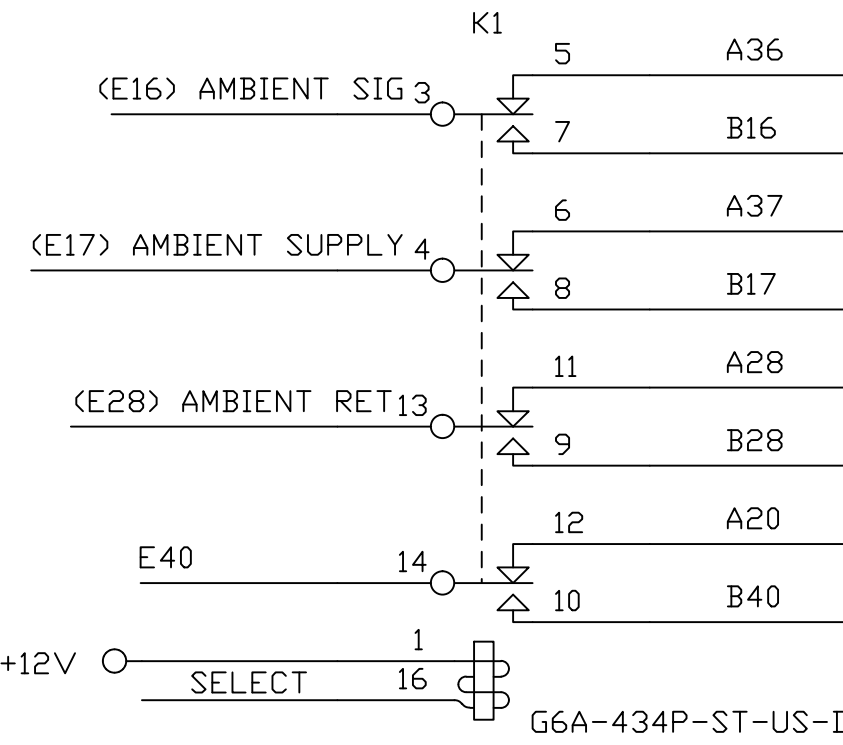 K1
5 A36
(E16) AMBIENT SIG 3
7 B16
6 A37
(E17) AMBIENT SUPPLY 4
8 B17
11 A28
(E28) AMBIENT RET 13
9 B28
12 A20
E40 14
10 B40
1
+12V
SELECT 16
G6A-434P-ST-US-D